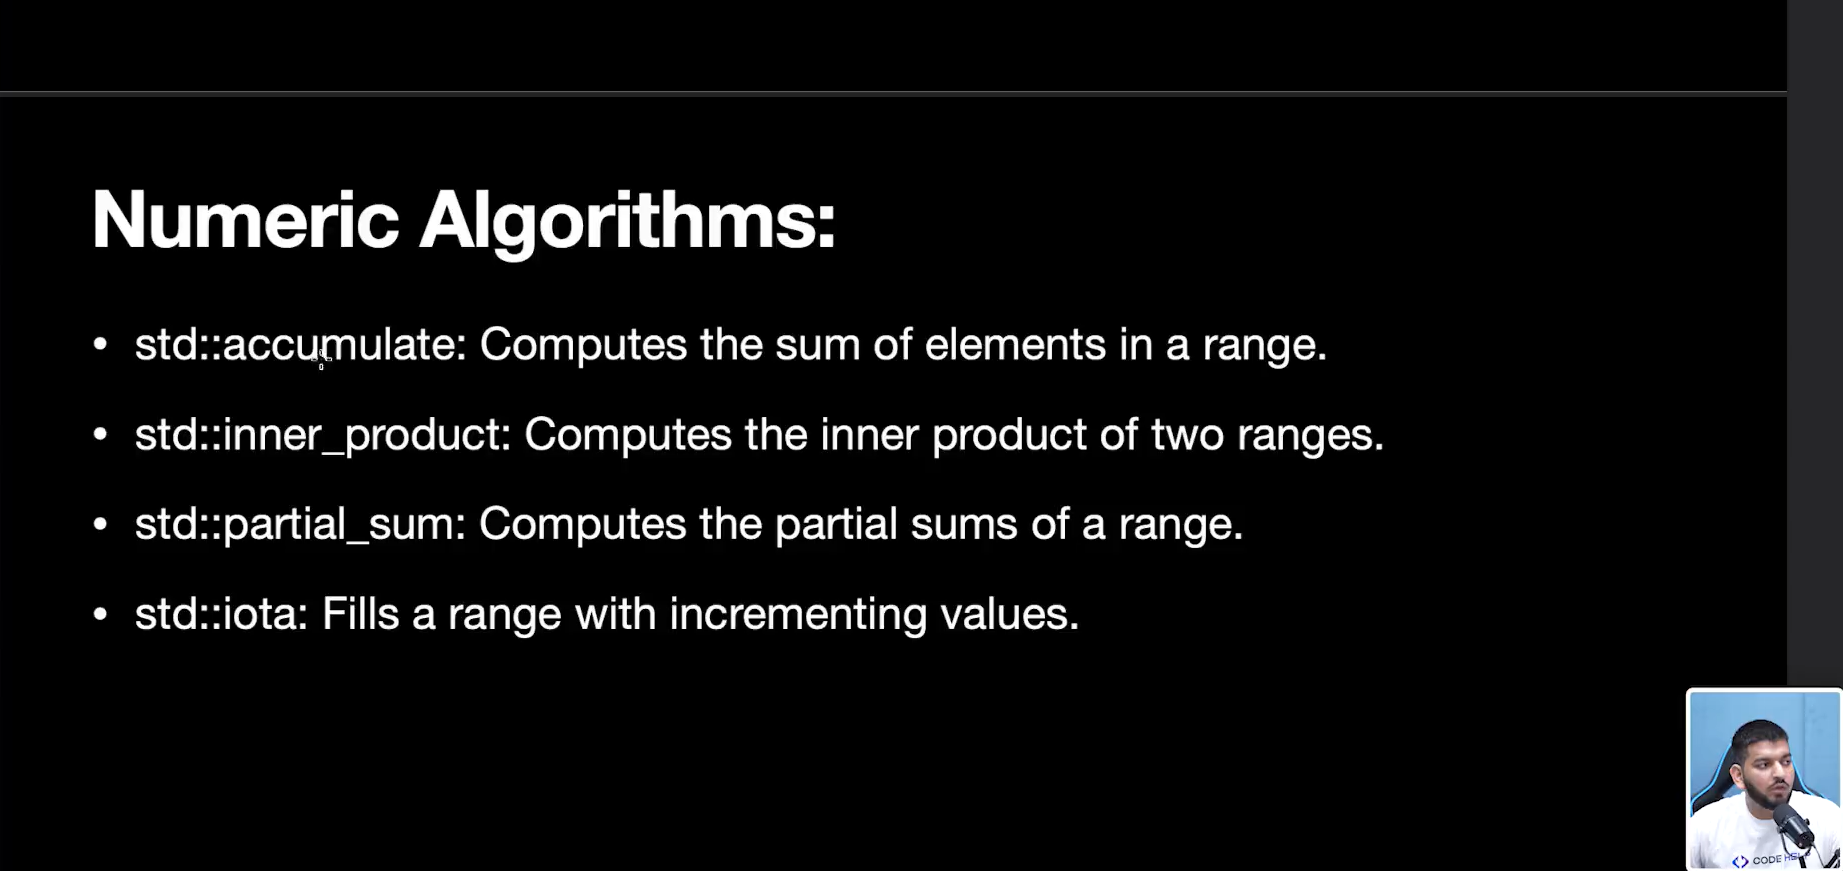 Numeric Algorithms:
• std::accumulate: Computes the sum of elements in a range.
• std::inner_product: Computes the inner product of two ranges.
• std::partial_sum: Computes the partial sums of a range.
• std::iota: Fills a range with incrementing values.
CODE HELP